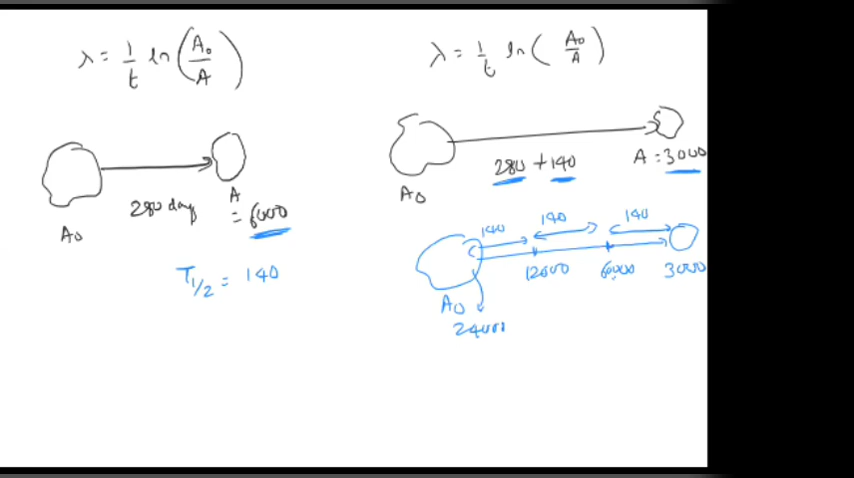 λ = 1/t ln(A₀/A)
280 day
A₀
A = 6000
T1/2 = 140
λ = 1/t ln(A₀/A)
280 + 140
A = 3000
A₀
140 140 140
12000 6000 3000
A₀
24000